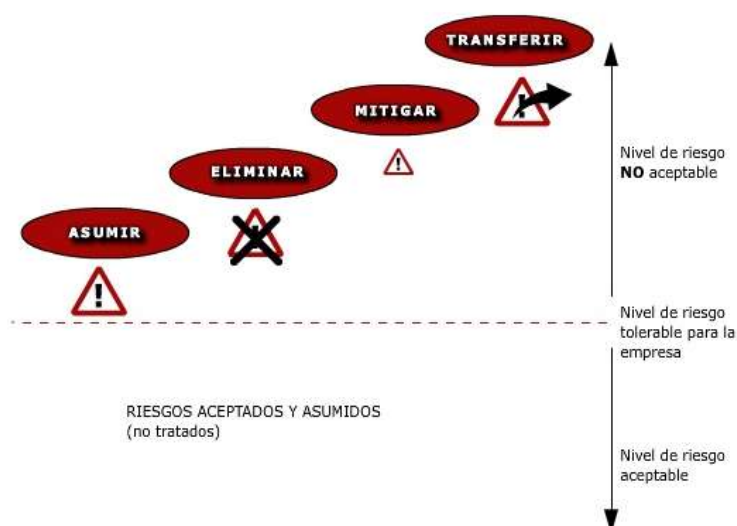 TRANSFERIR
MITIGAR
ELIMINAR
ASUMIR
Nivel de riesgo
NO aceptable
Nivel de riesgo
tolerable para la
empresa
RIESGOS ACEPTADOS Y ASUMIDOS
(no tratados)
Nivel de riesgo
aceptable